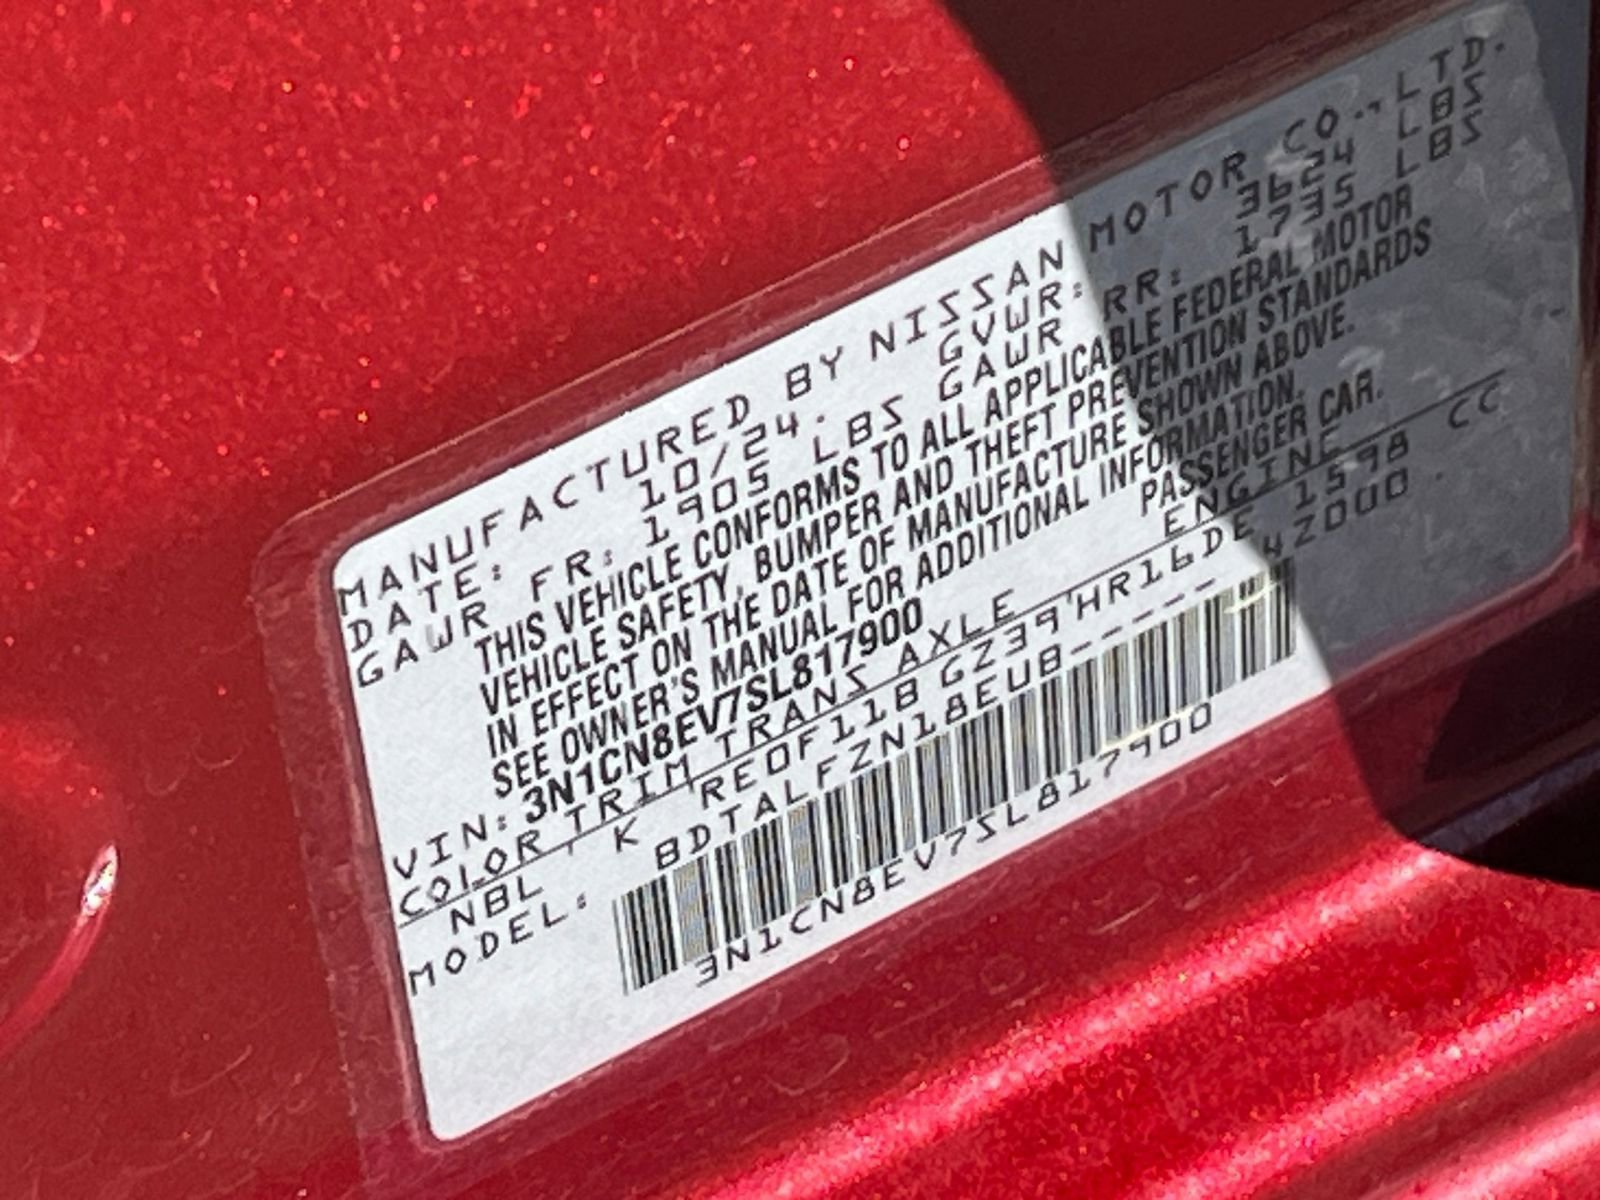 MANUFACTURED BY NISSAN MOTOR CO., LTD.
DATE: 10/24. GVWR: 3624 LBS
GAWR FR: 1905 LBS GAWR RR: 1735 LBS
THIS VEHICLE CONFORMS TO ALL APPLICABLE FEDERAL MOTOR
VEHICLE SAFETY, BUMPER AND THEFT PREVENTION STANDARDS
IN EFFECT ON THE DATE OF MANUFACTURE SHOWN ABOVE.
SEE OWNER'S MANUAL FOR ADDITIONAL INFORMATION.
VIN: 3N1CN8EV7SL817900 PASSENGER CAR.
COLOR TRIM TRANS AXLE ENGINE
NBL , K RE0F11B GZ39 HR16DE 1598 CC
MODEL: BDTALFZN18EUB----- 4Z000.
3N1CN8EV7SL817900